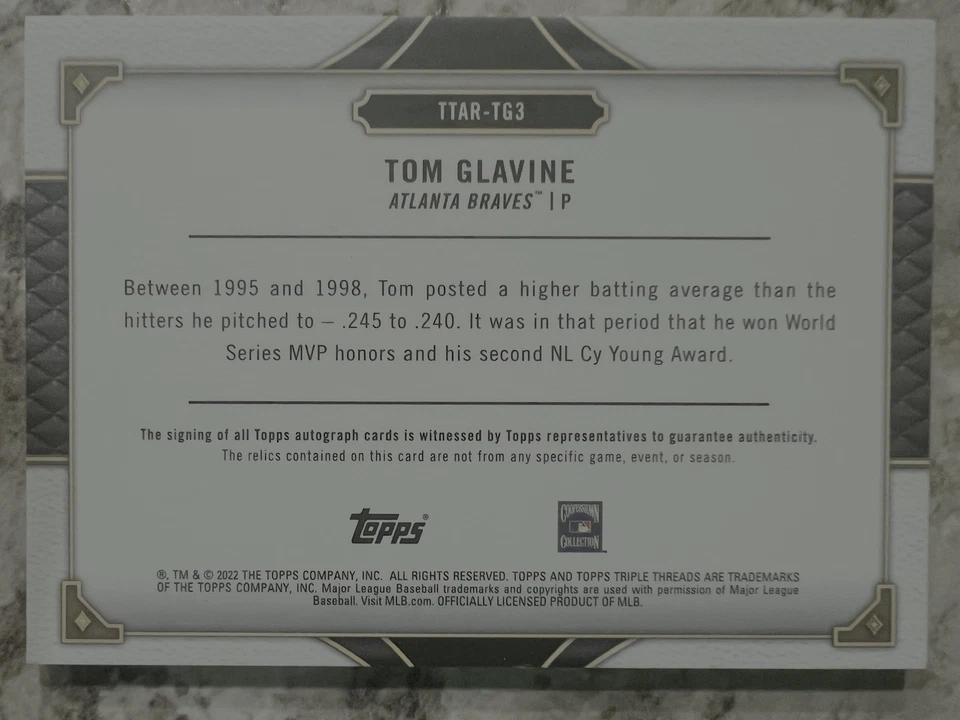 TTAR-TG3
TOM GLAVINE
ATLANTA BRAVES™ | P
Between 1995 and 1998, Tom posted a higher batting average than the
hitters he pitched to – .245 to .240. It was in that period that he won World
Series MVP honors and his second NL Cy Young Award.
The signing of all Topps autograph cards is witnessed by Topps representatives to guarantee authenticity.
The relics contained on this card are not from any specific game, event, or season.
topps®
COOPERSTOWN
COLLECTION
®, TM & © 2022 THE TOPPS COMPANY, INC. ALL RIGHTS RESERVED. TOPPS AND TOPPS TRIPLE THREADS ARE TRADEMARKS
OF THE TOPPS COMPANY, INC. Major League Baseball trademarks and copyrights are used with permission of Major League
Baseball. Visit MLB.com. OFFICIALLY LICENSED PRODUCT OF MLB.